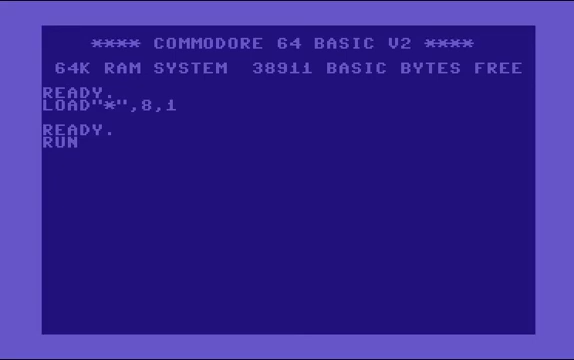 **** COMMODORE 64 BASIC V2 ****
64K RAM SYSTEM  38911 BASIC BYTES FREE
READY.
LOAD"*",8,1
READY.
RUN